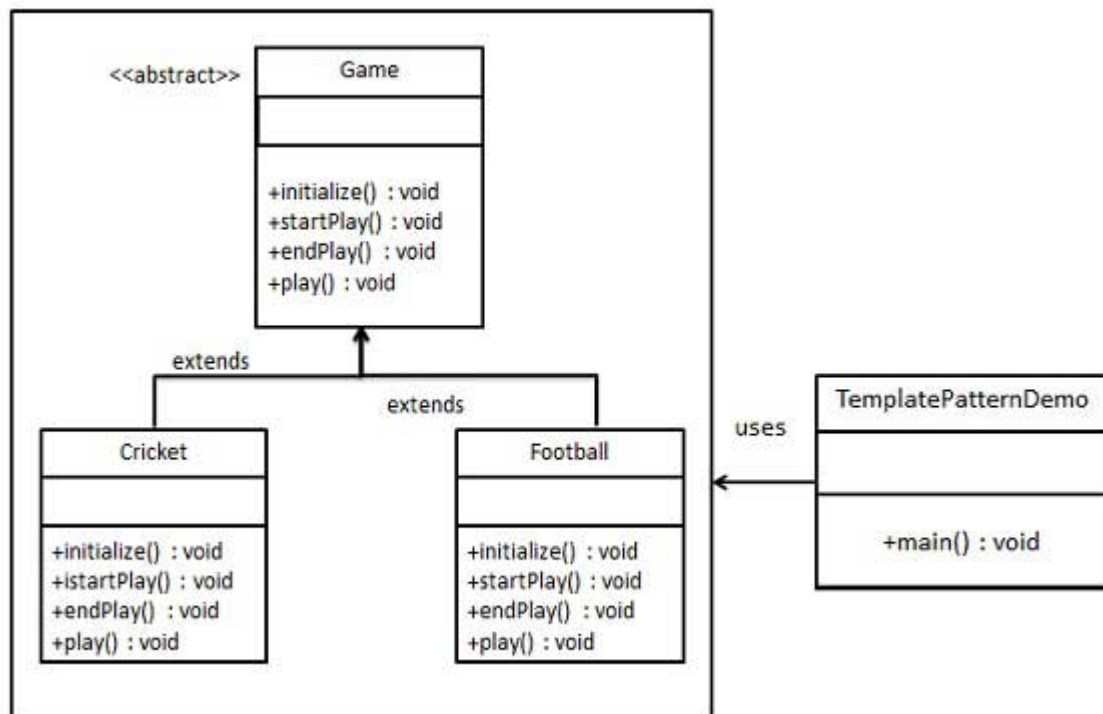 <<abstract>>
Game
+initialize() : void
+startPlay() : void
+endPlay() : void
+play() : void
extends
extends
Cricket
+initialize() : void
+istartPlay() : void
+endPlay() : void
+play() : void
Football
+initialize() : void
+startPlay() : void
+endPlay() : void
+play() : void
uses
TemplatePatternDemo
+main() : void